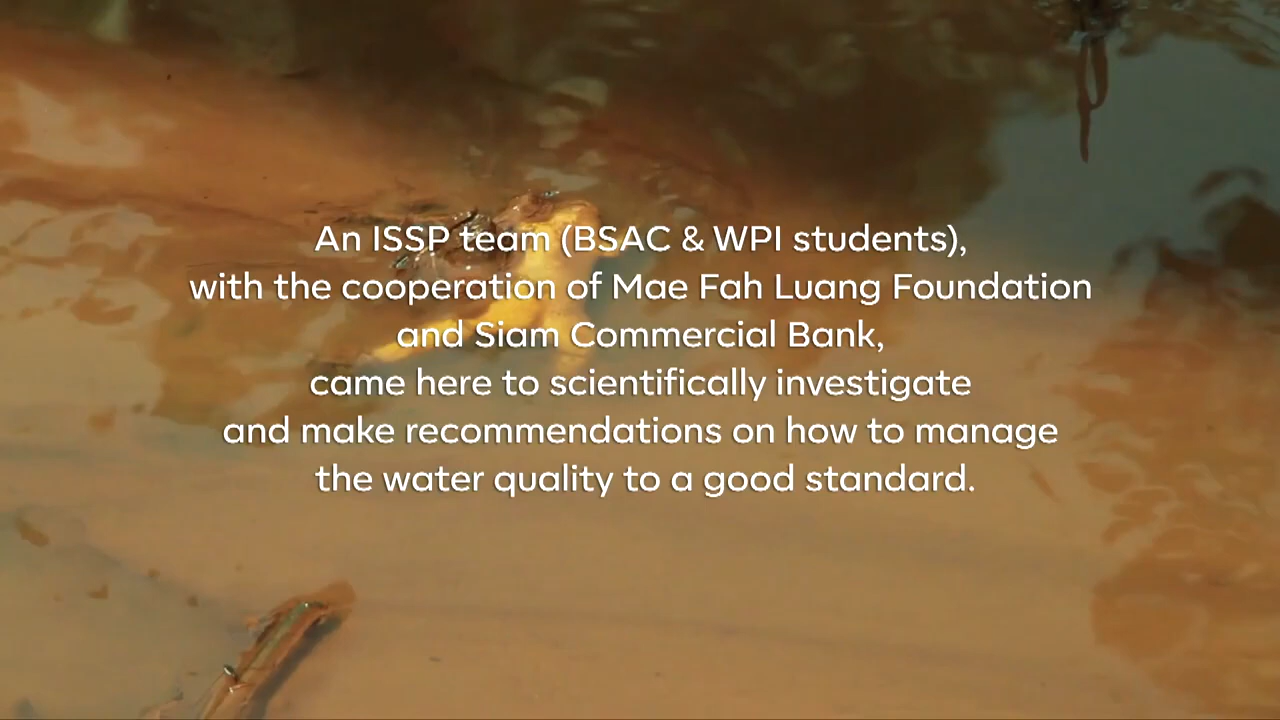 An ISSP team (BSAC & WPI students),
with the cooperation of Mae Fah Luang Foundation
and Siam Commercial Bank,
came here to scientifically investigate
and make recommendations on how to manage
the water quality to a good standard.